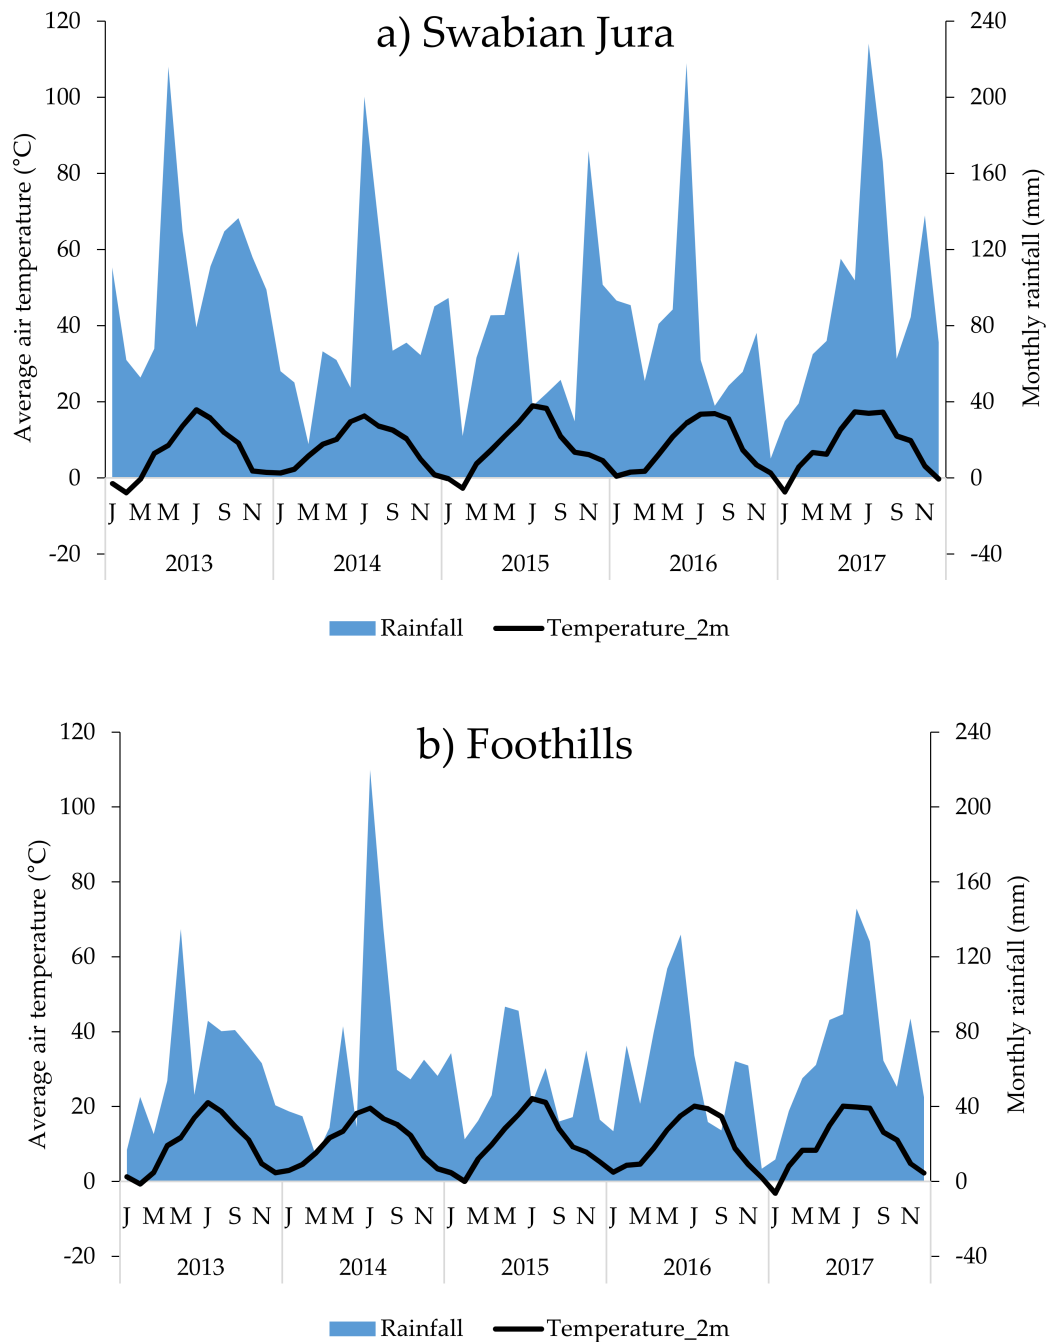 a) Swabian Jura
120 240
100 200
80 160
60 120
40 80
20 40
0 0
-20 -40
Average air temperature (°C)
Monthly rainfall (mm)
J M M J S N J M M J S N J M M J S N J M M J S N J M M J S N
2013 2014 2015 2016 2017
Rainfall Temperature_2m
b) Foothills
120 240
100 200
80 160
60 120
40 80
20 40
0 0
-20 -40
Average air temperature (°C)
Monthly rainfall (mm)
J M M J S N J M M J S N J M M J S N J M M J S N J M M J S N
2013 2014 2015 2016 2017
Rainfall Temperature_2m